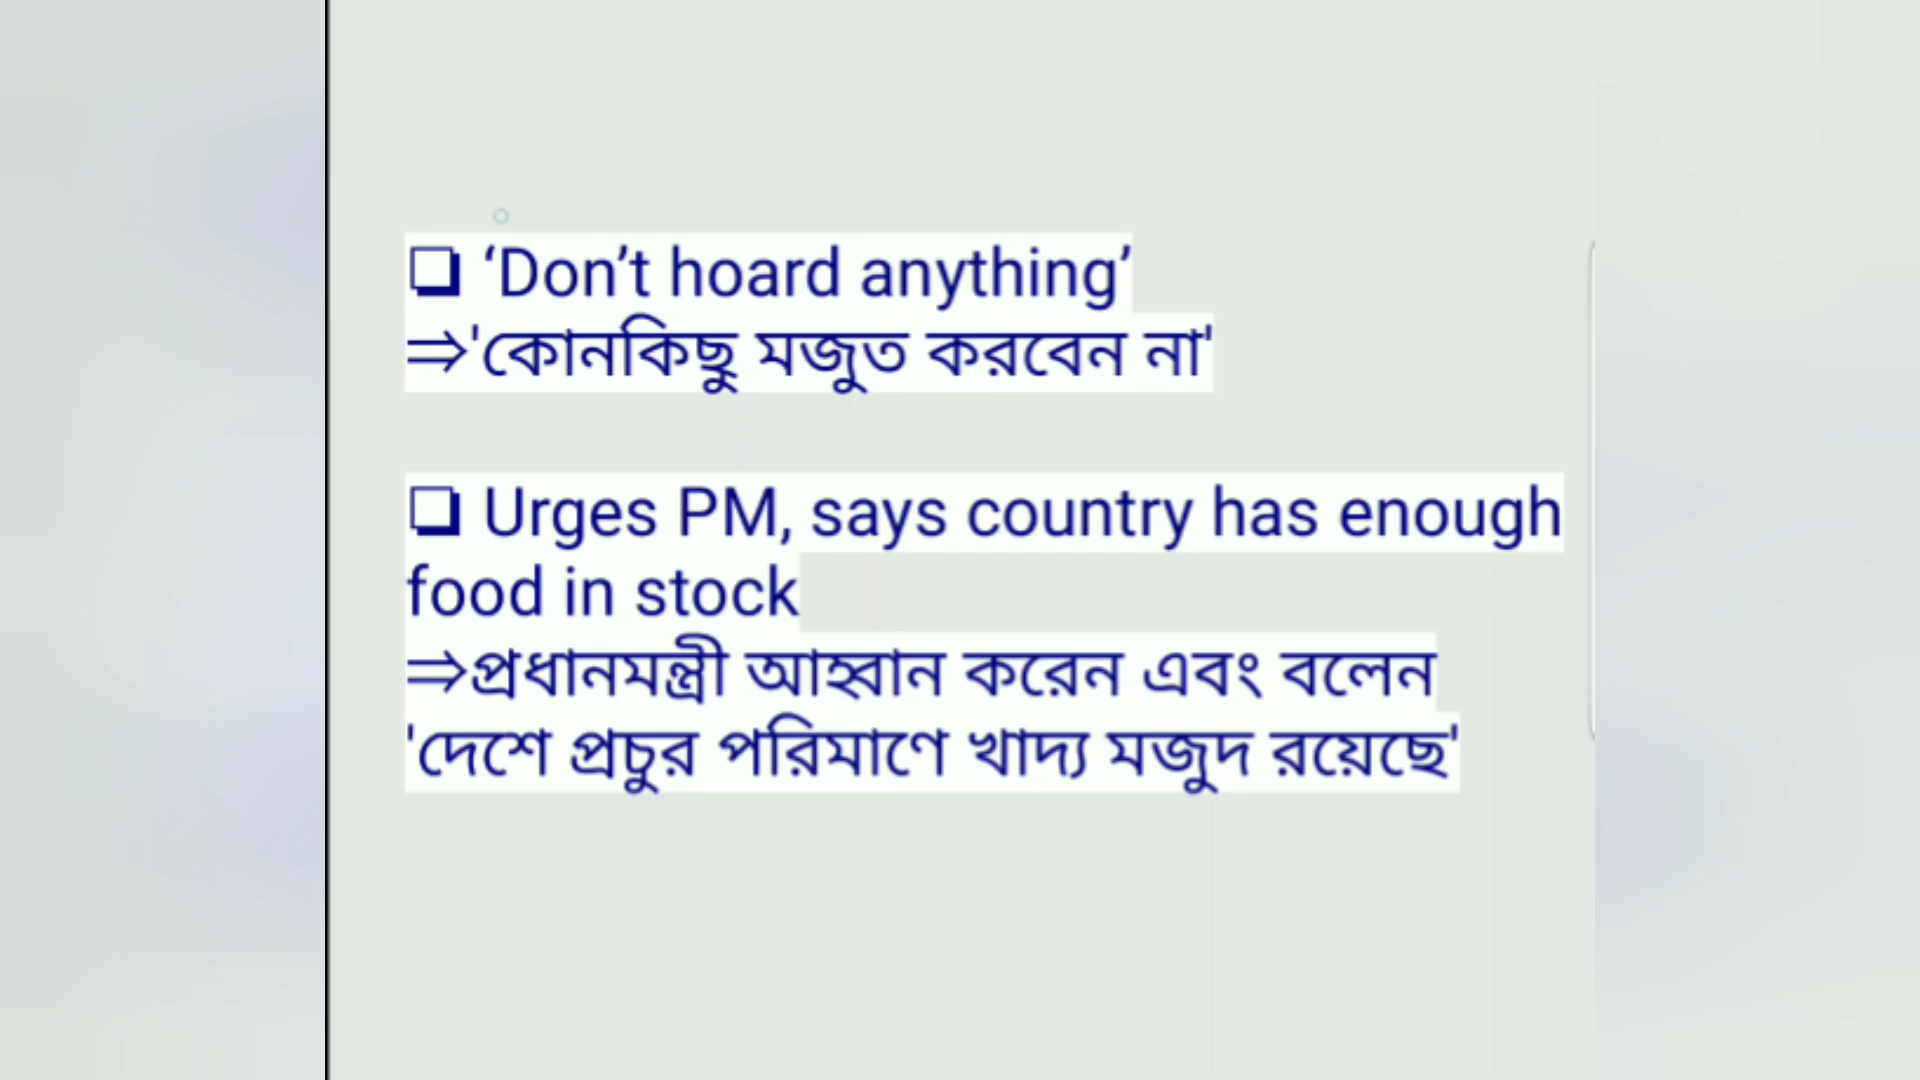 ❏ ‘Don’t hoard anything’
⇒'কোনকিছু মজুত করবেন না'
❏ Urges PM, says country has enough
food in stock
⇒প্রধানমন্ত্রী আহ্বান করেন এবং বলেন
'দেশে প্রচুর পরিমাণে খাদ্য মজুদ রয়েছে'